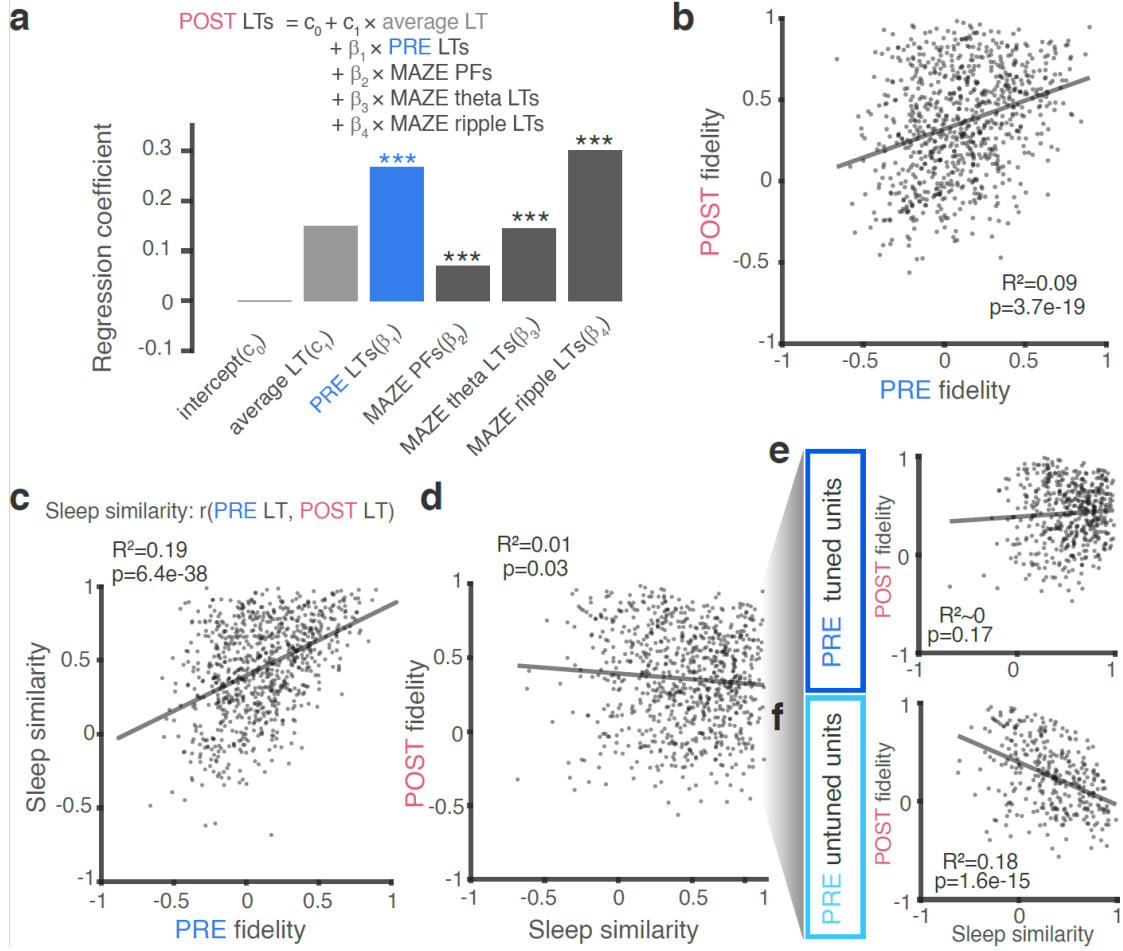 a
POST LTs = c0 + c1 × average LT
+ β1 × PRE LTs
+ β2 × MAZE PFs
+ β3 × MAZE theta LTs
+ β4 × MAZE ripple LTs
Regression coefficient
0.3
0.2
0.1
0
-0.1
***
***
***
***
intercept(c0)
average LT(c1)
PRE LTs(β1)
MAZE PFs(β2)
MAZE theta LTs(β3)
MAZE ripple LTs(β4)
b
POST fidelity
1
0.5
0
-0.5
-1
R²=0.09
p=3.7e-19
-1
-0.5
0
0.5
1
PRE fidelity
c
Sleep similarity: r(PRE LT, POST LT)
R²=0.19
p=6.4e-38
Sleep similarity
1
0.5
0
-0.5
-1
-1
-0.5
0
0.5
1
PRE fidelity
d
R²=0.01
p=0.03
POST fidelity
1
0.5
0
-0.5
-1
-1
-0.5
0
0.5
1
Sleep similarity
e
PRE tuned units
POST fidelity
1
0
-1
R²~0
p=0.17
-1
0
1
f
PRE untuned units
POST fidelity
1
0
-1
R²=0.18
p=1.6e-15
-1
0
1
Sleep similarity